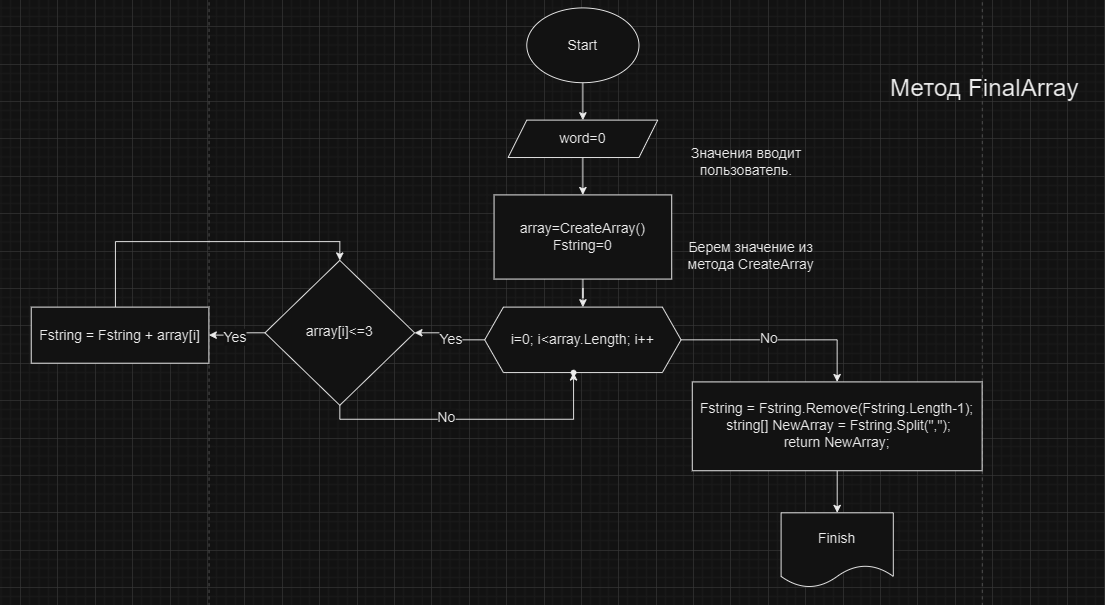 Start
Метод FinalArray
word=0
Значения вводит
пользователь.
array=CreateArray()
Fstring=0
Берем значение из
метода CreateArray
Fstring = Fstring + array[i]
Yes
array[i]<=3
Yes
i=0; i<array.Length; i++
No
No
Fstring = Fstring.Remove(Fstring.Length-1);
string[] NewArray = Fstring.Split(",");
return NewArray;
Finish